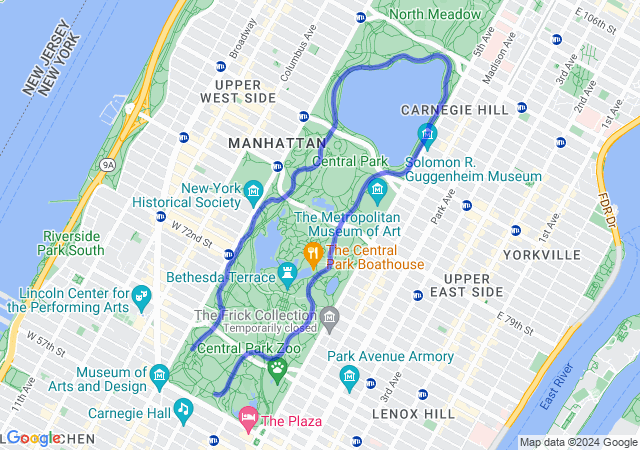 North Meadow
E 106th St
5th Ave
Madison Ave
3rd Ave
2nd Ave
1st Ave
NEW JERSEY
NEW YORK
Broadway
Columbus Ave
UPPER
WEST SIDE
CARNEGIE HILL
MANHATTAN
Central Park
Solomon R.
Guggenheim Museum
9A
New-York
Historical Society
W 72nd St
The Metropolitan
Museum of Art
Park Ave
1st Ave
FDR Dr
Riverside
Park South
The Central
Park Boathouse
YORKVILLE
Bethesda Terrace
Lincoln Center for
the Performing Arts
UPPER
EAST SIDE
The Frick Collection
Temporarily closed
E 79th St
W 57th St
Central Park Zoo
Park Avenue Armory
East River
Museum of
Arts and Design
11th Ave
3rd Ave
Carnegie Hall
The Plaza
LENOX HILL
Google
CHEN
Map data ©2024 Google